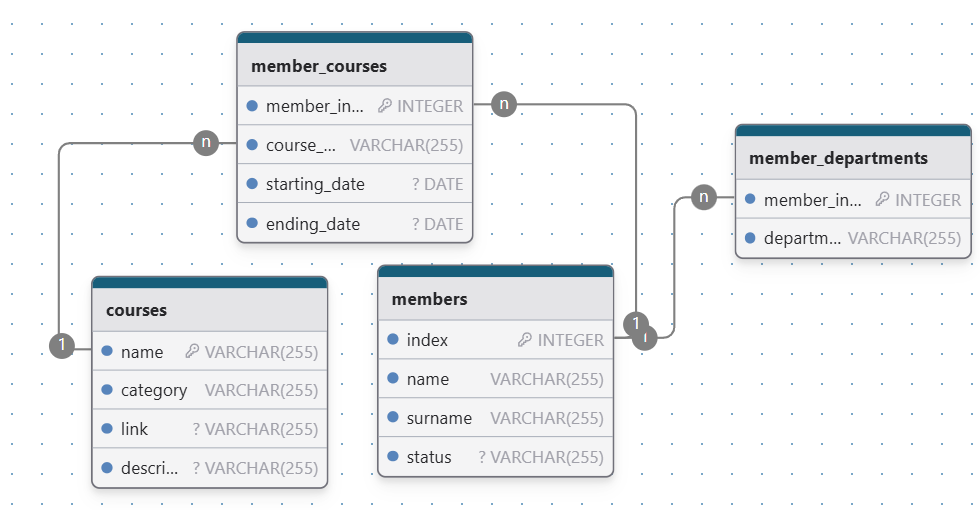 member_courses
member_in... INTEGER
n
n
course_... VARCHAR(255)
starting_date ? DATE
ending_date ? DATE
member_departments
member_in... INTEGER
n
departm... VARCHAR(255)
courses
1
name VARCHAR(255)
category VARCHAR(255)
link ? VARCHAR(255)
descri... ? VARCHAR(255)
members
1
index INTEGER
name VARCHAR(255)
surname VARCHAR(255)
status ? VARCHAR(255)